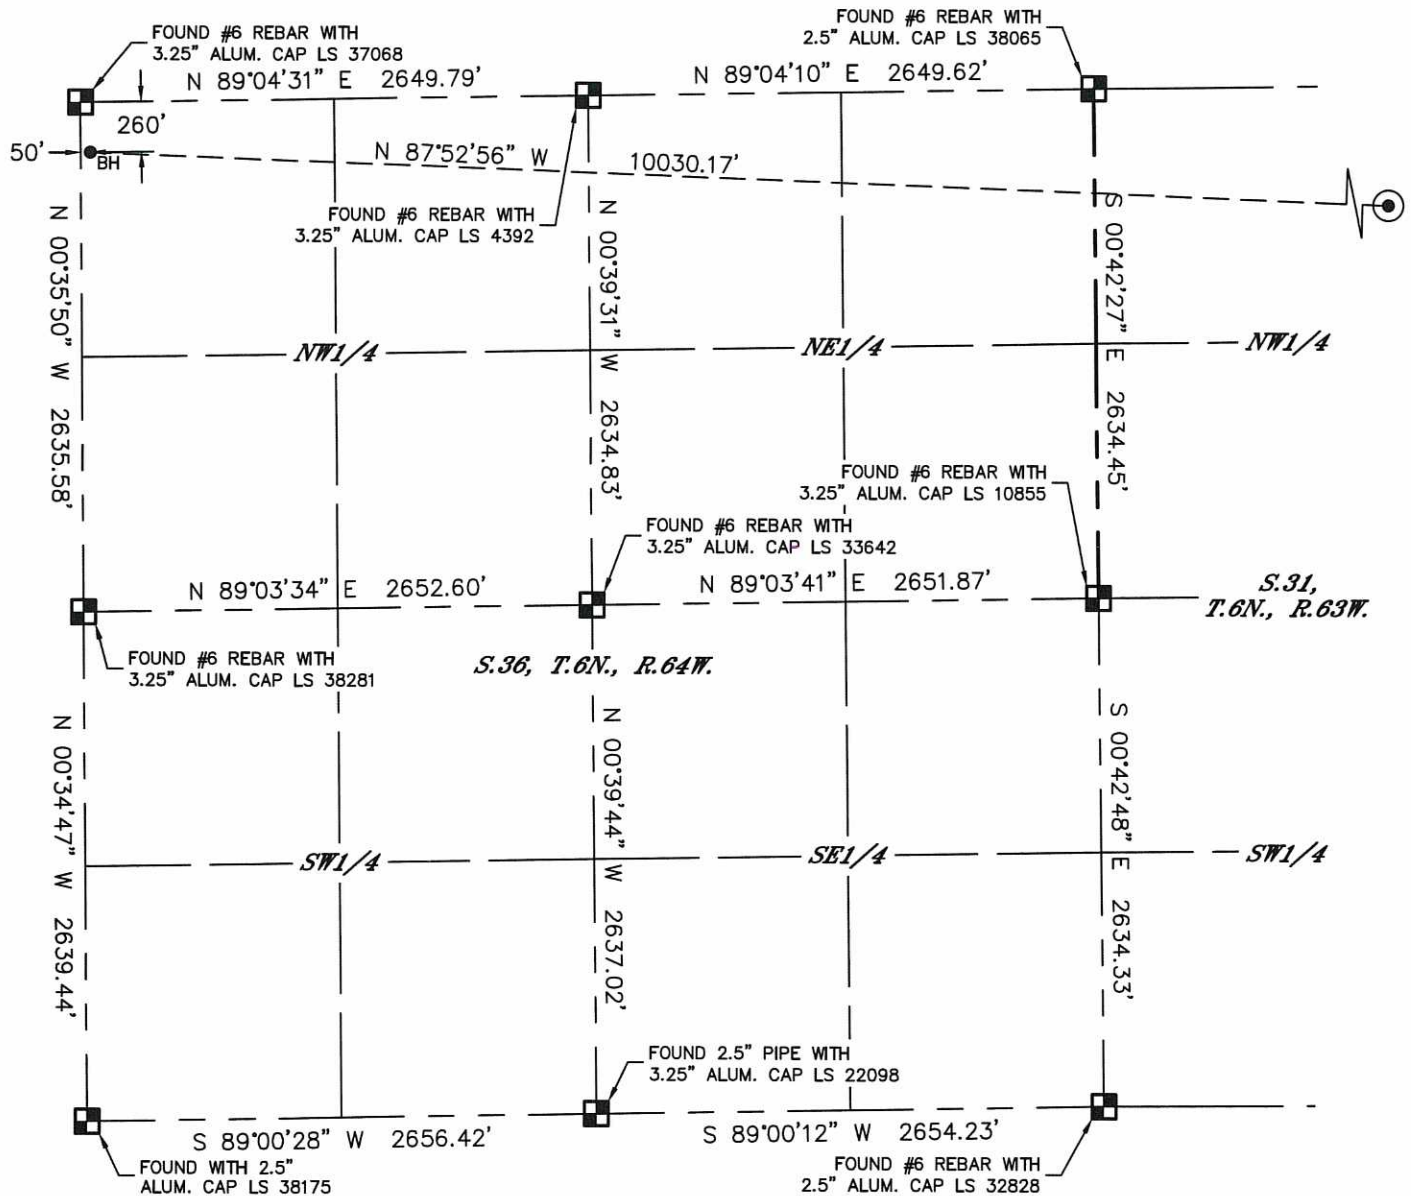 FOUND #6 REBAR WITH
3.25" ALUM. CAP LS 37068
FOUND #6 REBAR WITH
2.5" ALUM. CAP LS 38065
N 89°04'31" E 2649.79'
N 89°04'10" E 2649.62'
260'
50'
BH
N 87°52'56" W 10030.17'
FOUND #6 REBAR WITH
3.25" ALUM. CAP LS 4392
N 00°35'50" W 2635.58'
N 00°39'31" W 2634.83'
S 00°42'27" E 2634.45'
NW1/4
NE1/4
NW1/4
FOUND #6 REBAR WITH
3.25" ALUM. CAP LS 10855
FOUND #6 REBAR WITH
3.25" ALUM. CAP LS 33642
N 89°03'34" E 2652.60'
N 89°03'41" E 2651.87'
S.31,
T.6N., R.63W.
FOUND #6 REBAR WITH
3.25" ALUM. CAP LS 38281
S.36, T.6N., R.64W.
N 00°34'47" W 2639.44'
N 00°39'44" W 2637.02'
S 00°42'48" E 2634.33'
SW1/4
SE1/4
SW1/4
FOUND 2.5" PIPE WITH
3.25" ALUM. CAP LS 22098
S 89°00'28" W 2656.42'
S 89°00'12" W 2654.23'
FOUND WITH 2.5"
ALUM. CAP LS 38175
FOUND #6 REBAR WITH
2.5" ALUM. CAP LS 32828